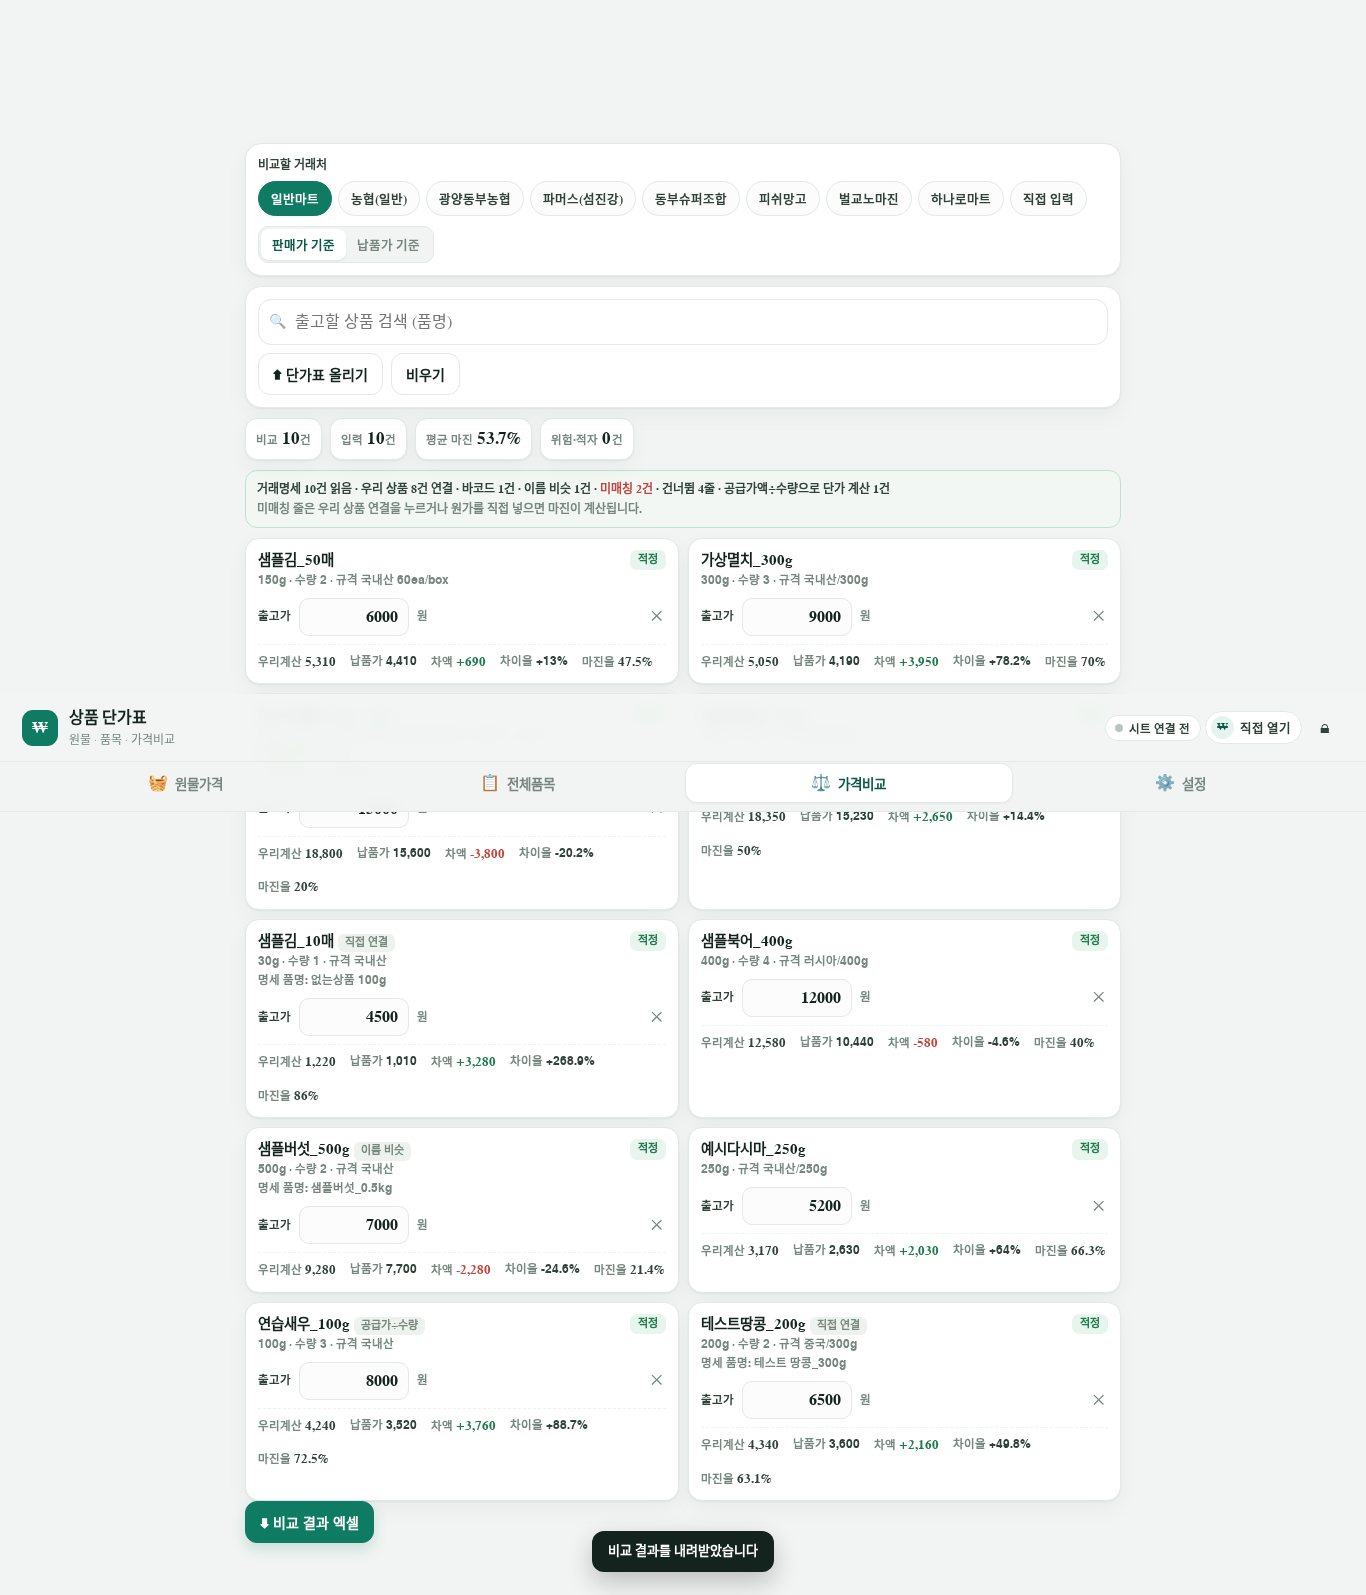 비교할 거래처
일반마트 농협(일반) 광양동부농협 파머스(섬진강) 동부슈퍼조합 피쉬망고 벌교노마진 하나로마트 직접 입력
판매가 기준 납품가 기준
🔍 출고할 상품 검색 (품명)
⬆ 단가표 올리기 비우기
비교 10건 입력 10건 평균 마진 53.7% 위험·적자 0건
거래명세 10건 읽음 · 우리 상품 8건 연결 · 바코드 1건 · 이름 비슷 1건 · 미매칭 2건 · 건너뜀 4줄 · 공급가액÷수량으로 단가 계산 1건
미매칭 줄은 우리 상품 연결을 누르거나 원가를 직접 넣으면 마진이 계산됩니다.
샘플김_50매 적정
150g · 수량 2 · 규격 국내산 60ea/box
출고가 6000 원 ×
우리계산 5,310 납품가 4,410 차액 +690 차이율 +13% 마진율 47.5%
가상멸치_300g 적정
300g · 수량 3 · 규격 국내산/300g
출고가 9000 원 ×
우리계산 5,050 납품가 4,190 차액 +3,950 차이율 +78.2% 마진율 70%
₩ 상품 단가표
원물 · 품목 · 가격비교
시트 연결 전 ₩ 직접 열기
원물가격 전체품목 가격비교 설정
우리계산 18,800 납품가 15,600 차액 -3,800 차이율 -20.2%
마진율 20%
우리계산 18,350 납품가 15,230 차액 +2,650 차이율 +14.4%
마진율 50%
샘플김_10매 직접 연결 적정
30g · 수량 1 · 규격 국내산
명세 품명: 없는상품 100g
출고가 4500 원 ×
우리계산 1,220 납품가 1,010 차액 +3,280 차이율 +268.9%
마진율 86%
샘플북어_400g 적정
400g · 수량 4 · 규격 러시아/400g
출고가 12000 원 ×
우리계산 12,580 납품가 10,440 차액 -580 차이율 -4.6% 마진율 40%
샘플버섯_500g 이름 비슷 적정
500g · 수량 2 · 규격 국내산
명세 품명: 샘플버섯_0.5kg
출고가 7000 원 ×
우리계산 9,280 납품가 7,700 차액 -2,280 차이율 -24.6% 마진율 21.4%
예시다시마_250g 적정
250g · 규격 국내산/250g
출고가 5200 원 ×
우리계산 3,170 납품가 2,630 차액 +2,030 차이율 +64% 마진율 66.3%
연습새우_100g 공급가÷수량 적정
100g · 수량 3 · 규격 국내산
출고가 8000 원 ×
우리계산 4,240 납품가 3,520 차액 +3,760 차이율 +88.7%
마진율 72.5%
테스트땅콩_200g 직접 연결 적정
200g · 수량 2 · 규격 중국/300g
명세 품명: 테스트 땅콩_300g
출고가 6500 원 ×
우리계산 4,340 납품가 3,600 차액 +2,160 차이율 +49.8%
마진율 63.1%
⬇ 비교 결과 엑셀
비교 결과를 내려받았습니다